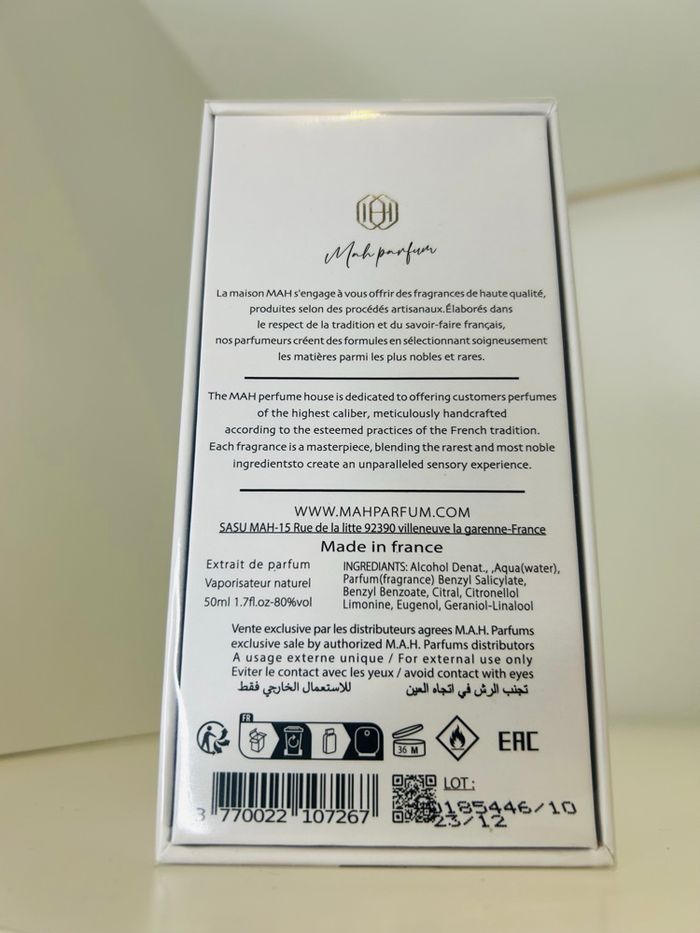 Mah parfum
La maison MAH s'engage à vous offrir des fragrances de haute qualité,
produites selon des procédés artisanaux.Élaborés dans
le respect de la tradition et du savoir-faire français,
nos parfumeurs créent des formules en sélectionnant soigneusement
les matières parmi les plus nobles et rares.
The MAH perfume house is dedicated to offering customers perfumes
of the highest caliber, meticulously handcrafted
according to the esteemed practices of the French tradition.
Each fragrance is a masterpiece, blending the rarest and most noble
ingredientsto create an unparalleled sensory experience.
WWW.MAHPARFUM.COM
SASU MAH-15 Rue de la litte 92390 villeneuve la garenne-France
Made in france
Extrait de parfum
Vaporisateur naturel
50ml 1.7fl.oz-80%vol
INGREDIANTS: Alcohol Denat., ,Aqua(water),
Parfum(fragrance) Benzyl Salicylate,
Benzyl Benzoate, Citral, Citronellol
Limonine, Eugenol, Geraniol-Linalool
Vente exclusive par les distributeurs agrees M.A.H. Parfums
exclusive sale by authorized M.A.H. Parfums distributors
A usage externe unique / For external use only
Eviter le contact avec les yeux / avoid contact with eyes
تجنب الرش في اتجاه العين للاستعمال الخارجي فقط
FR
36 M
EAC
3 770022 107267
LOT :
0185446/10
23/12